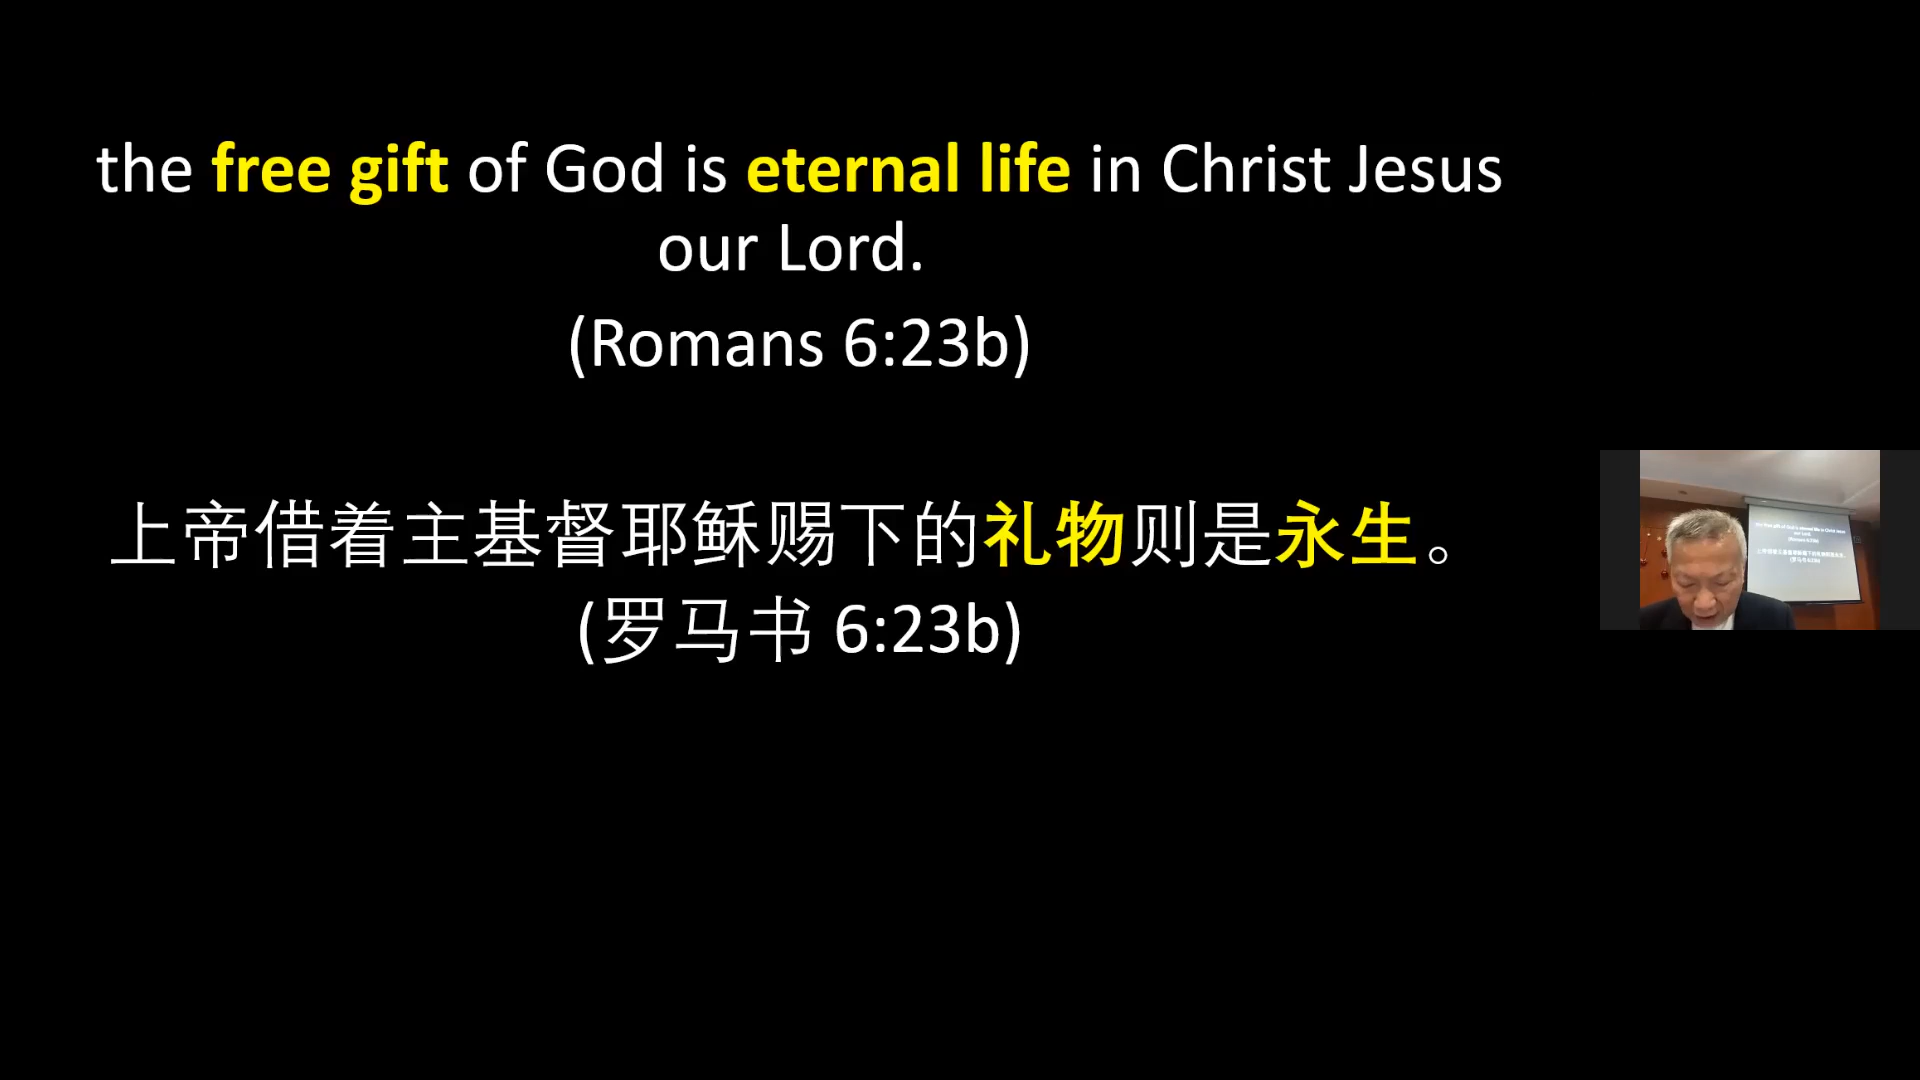 the free gift of God is eternal life in Christ Jesus
our Lord.
(Romans 6:23b)
上帝借着主基督耶稣赐下的礼物则是永生。
(罗马书 6:23b)